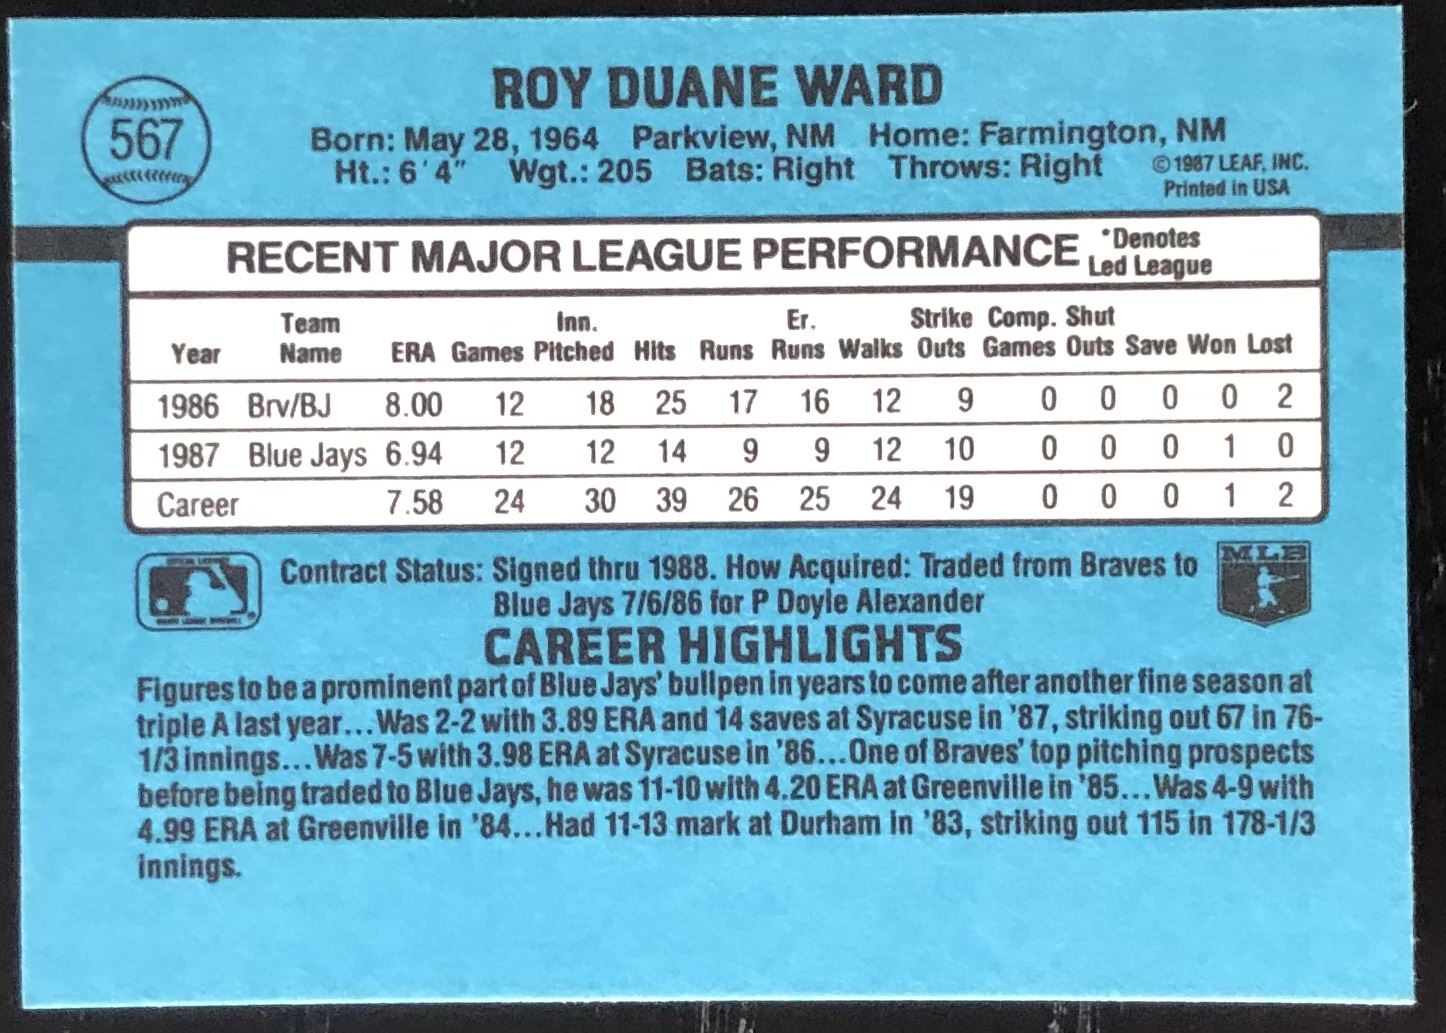 ROY DUANE WARD
567
Born: May 28, 1964 Parkview, NM Home: Farmington, NM
Ht.: 6'4" Wgt.: 205 Bats: Right Throws: Right ©1987 LEAF, INC.
Printed in USA
RECENT MAJOR LEAGUE PERFORMANCE *Denotes
Led League
Team Inn. Er. Strike Comp. Shut
Year Name ERA Games Pitched Hits Runs Runs Walks Outs Games Outs Save Won Lost
1986 Brv/BJ 8.00 12 18 25 17 16 12 9 0 0 0 0 2
1987 Blue Jays 6.94 12 12 14 9 9 12 10 0 0 0 1 0
Career 7.58 24 30 39 26 25 24 19 0 0 0 1 2
MLB
Contract Status: Signed thru 1988. How Acquired: Traded from Braves to
Blue Jays 7/6/86 for P Doyle Alexander
CAREER HIGHLIGHTS
Figures to be a prominent part of Blue Jays' bullpen in years to come after another fine season at
triple A last year...Was 2-2 with 3.89 ERA and 14 saves at Syracuse in '87, striking out 67 in 76-
1/3 innings...Was 7-5 with 3.98 ERA at Syracuse in '86...One of Braves' top pitching prospects
before being traded to Blue Jays, he was 11-10 with 4.20 ERA at Greenville in '85...Was 4-9 with
4.99 ERA at Greenville in '84...Had 11-13 mark at Durham in '83, striking out 115 in 178-1/3
innings.